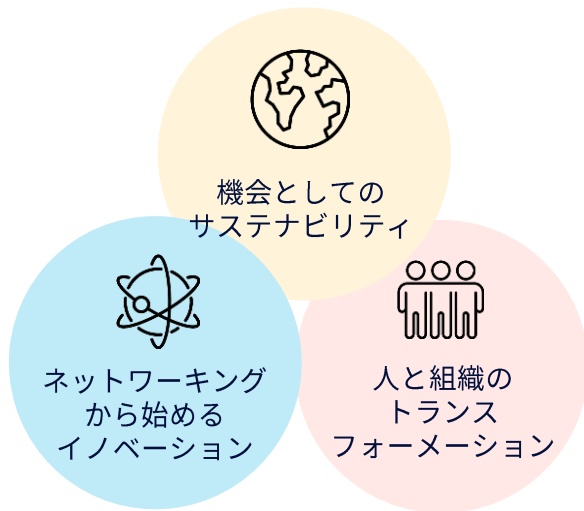 機会としての
サステナビリティ
ネットワーキング
から始める
イノベーション
人と組織の
トランス
フォーメーション